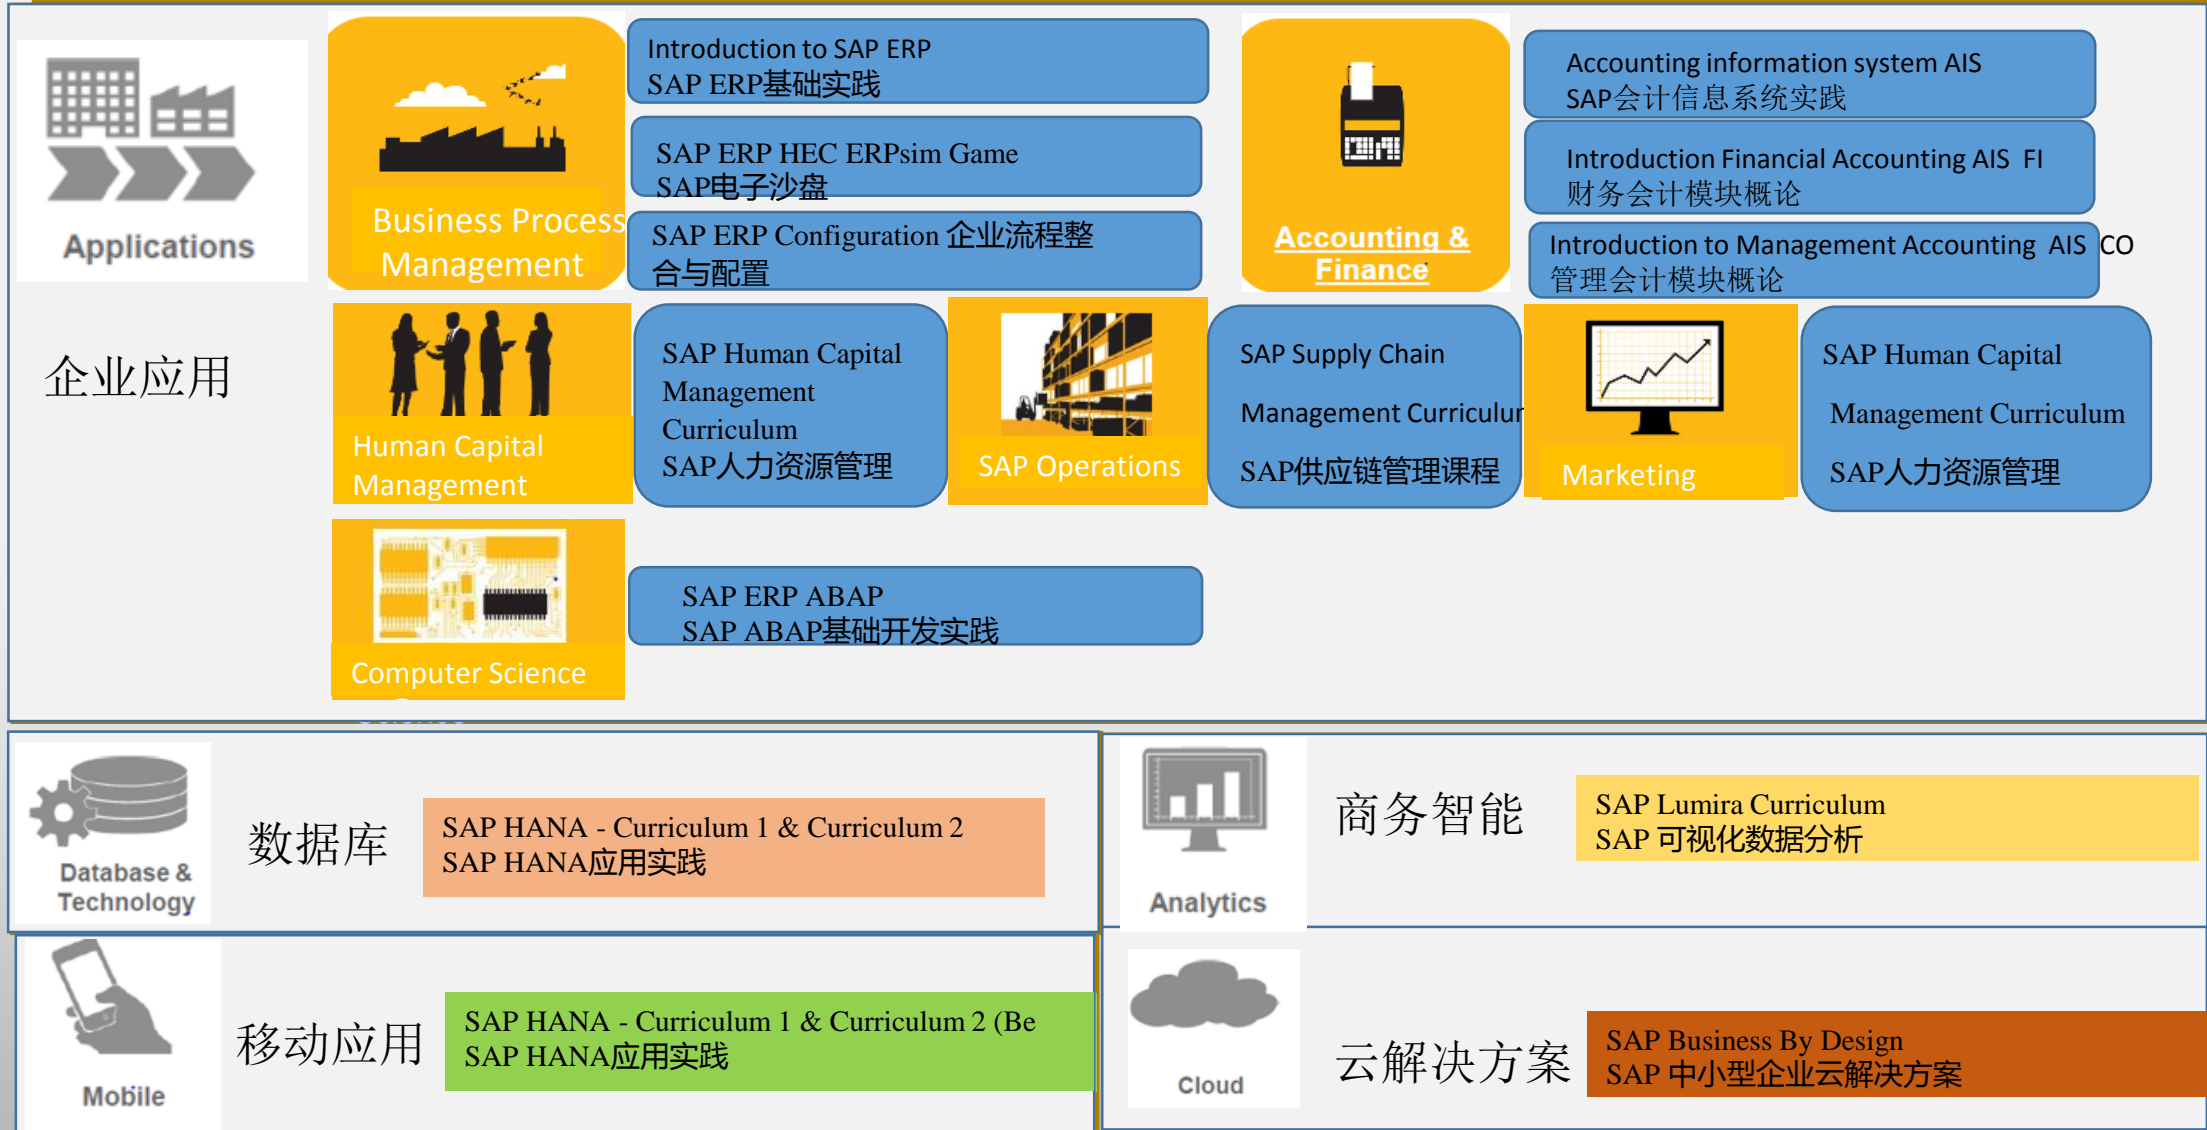 Applications
企业应用
Business Process
Management
Introduction to SAP ERP
SAP ERP基础实践
SAP ERP HEC ERPsim Game
SAP电子沙盘
SAP ERP Configuration 企业流程整
合与配置
Accounting &
Finance
Accounting information system AIS
SAP会计信息系统实践
Introduction Financial Accounting AIS FI
财务会计模块概论
Introduction to Management Accounting AIS CO
管理会计模块概论
Human Capital
Management
SAP Human Capital
Management
Curriculum
SAP人力资源管理
SAP Operations
SAP Supply Chain
Management Curriculum
SAP供应链管理课程
Marketing
SAP Human Capital
Management Curriculum
SAP人力资源管理
Computer Science
SAP ERP ABAP
SAP ABAP基础开发实践
Database &
Technology
数据库
SAP HANA - Curriculum 1 & Curriculum 2
SAP HANA应用实践
Analytics
商务智能
SAP Lumira Curriculum
SAP 可视化数据分析
Mobile
移动应用
SAP HANA - Curriculum 1 & Curriculum 2 (Be
SAP HANA应用实践
Cloud
云解决方案
SAP Business By Design
SAP 中小型企业云解决方案